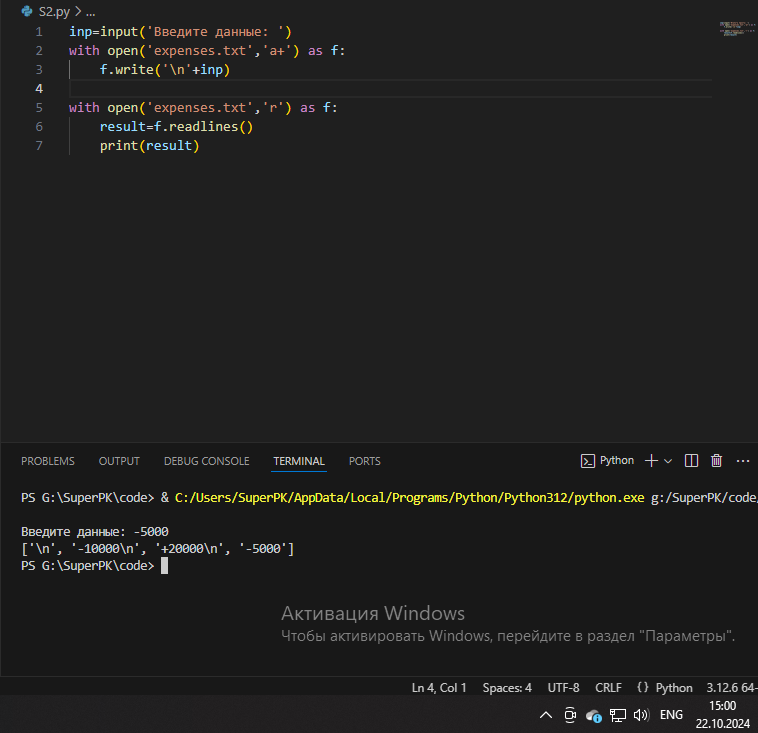 S2.py > ...
1 inp=input('Введите данные: ')
2 with open('expenses.txt','a+') as f:
3     f.write('\n'+inp)
4
5 with open('expenses.txt','r') as f:
6     result=f.readlines()
7     print(result)
PROBLEMS OUTPUT DEBUG CONSOLE TERMINAL PORTS Python
PS G:\SuperPK\code> & C:/Users/SuperPK/AppData/Local/Programs/Python/Python312/python.exe g:/SuperPK/code/
Введите данные: -5000
['\n', '-10000\n', '+20000\n', '-5000']
PS G:\SuperPK\code>
Активация Windows
Чтобы активировать Windows, перейдите в раздел "Параметры".
Ln 4, Col 1 Spaces: 4 UTF-8 CRLF {} Python 3.12.6 64-
ENG 15:00
22.10.2024